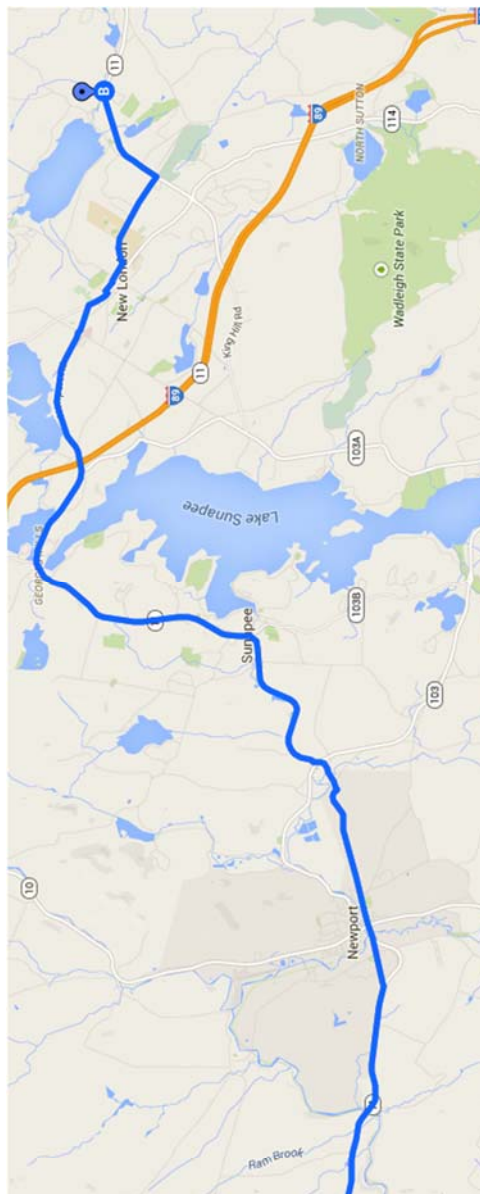 11
B
New London
89
NORTH SUTTON
114
Wadleigh State Park
King Hill Rd
11
89
103A
Lake Sunapee
103B
Sunapee
103
10
Newport
Ram Brook